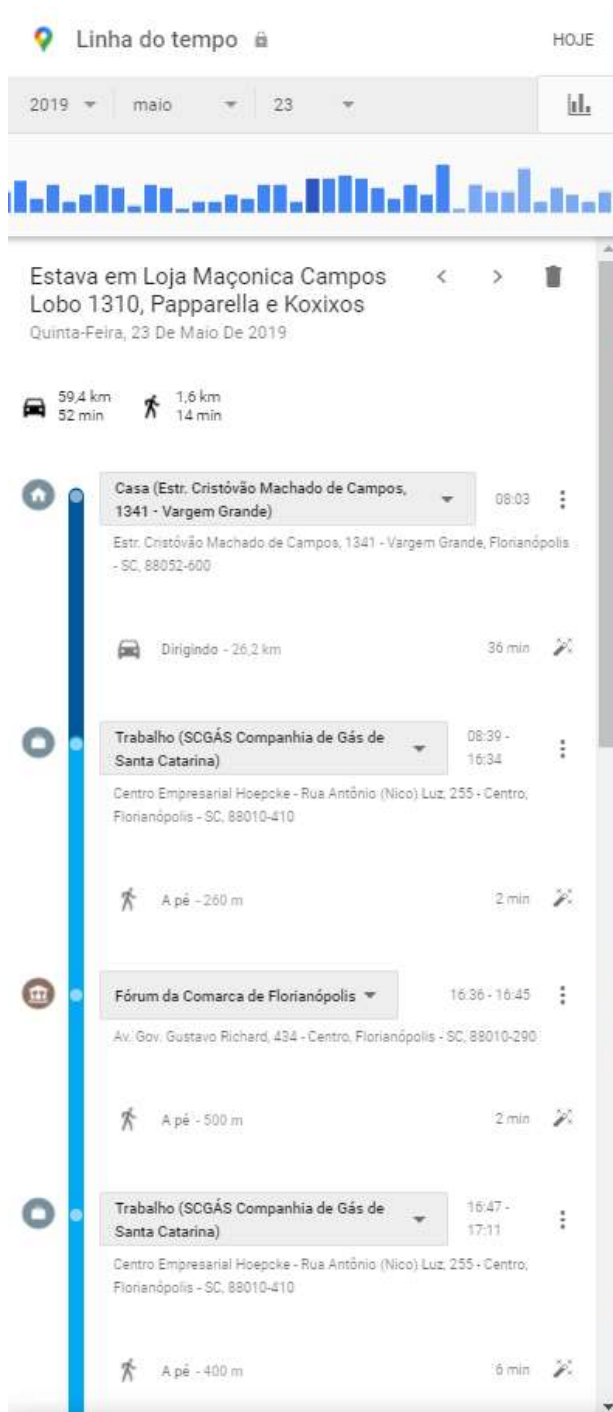 Linha do tempo
HOJE
2019 maio 23
Estava em Loja Maçonica Campos
Lobo 1310, Papparella e Koxixos
Quinta-Feira, 23 De Maio De 2019
59,4 km
52 min
1,6 km
14 min
Casa (Estr. Cristóvão Machado de Campos,
1341 - Vargem Grande)
08:03
Estr. Cristóvão Machado de Campos, 1341 - Vargem Grande, Florianópolis
- SC, 88052-600
Dirigindo - 26,2 km
36 min
Trabalho (SCGÁS Companhia de Gás de
Santa Catarina)
08:39 -
16:34
Centro Empresarial Hoepcke - Rua Antônio (Nico) Luz, 255 - Centro,
Florianópolis - SC, 88010-410
A pé - 260 m
2 min
Fórum da Comarca de Florianópolis
16:36 - 16:45
Av. Gov. Gustavo Richard, 434 - Centro, Florianópolis - SC, 88010-290
A pé - 500 m
2 min
Trabalho (SCGÁS Companhia de Gás de
Santa Catarina)
16:47 -
17:11
Centro Empresarial Hoepcke - Rua Antônio (Nico) Luz, 255 - Centro,
Florianópolis - SC, 88010-410
A pé - 400 m
6 min